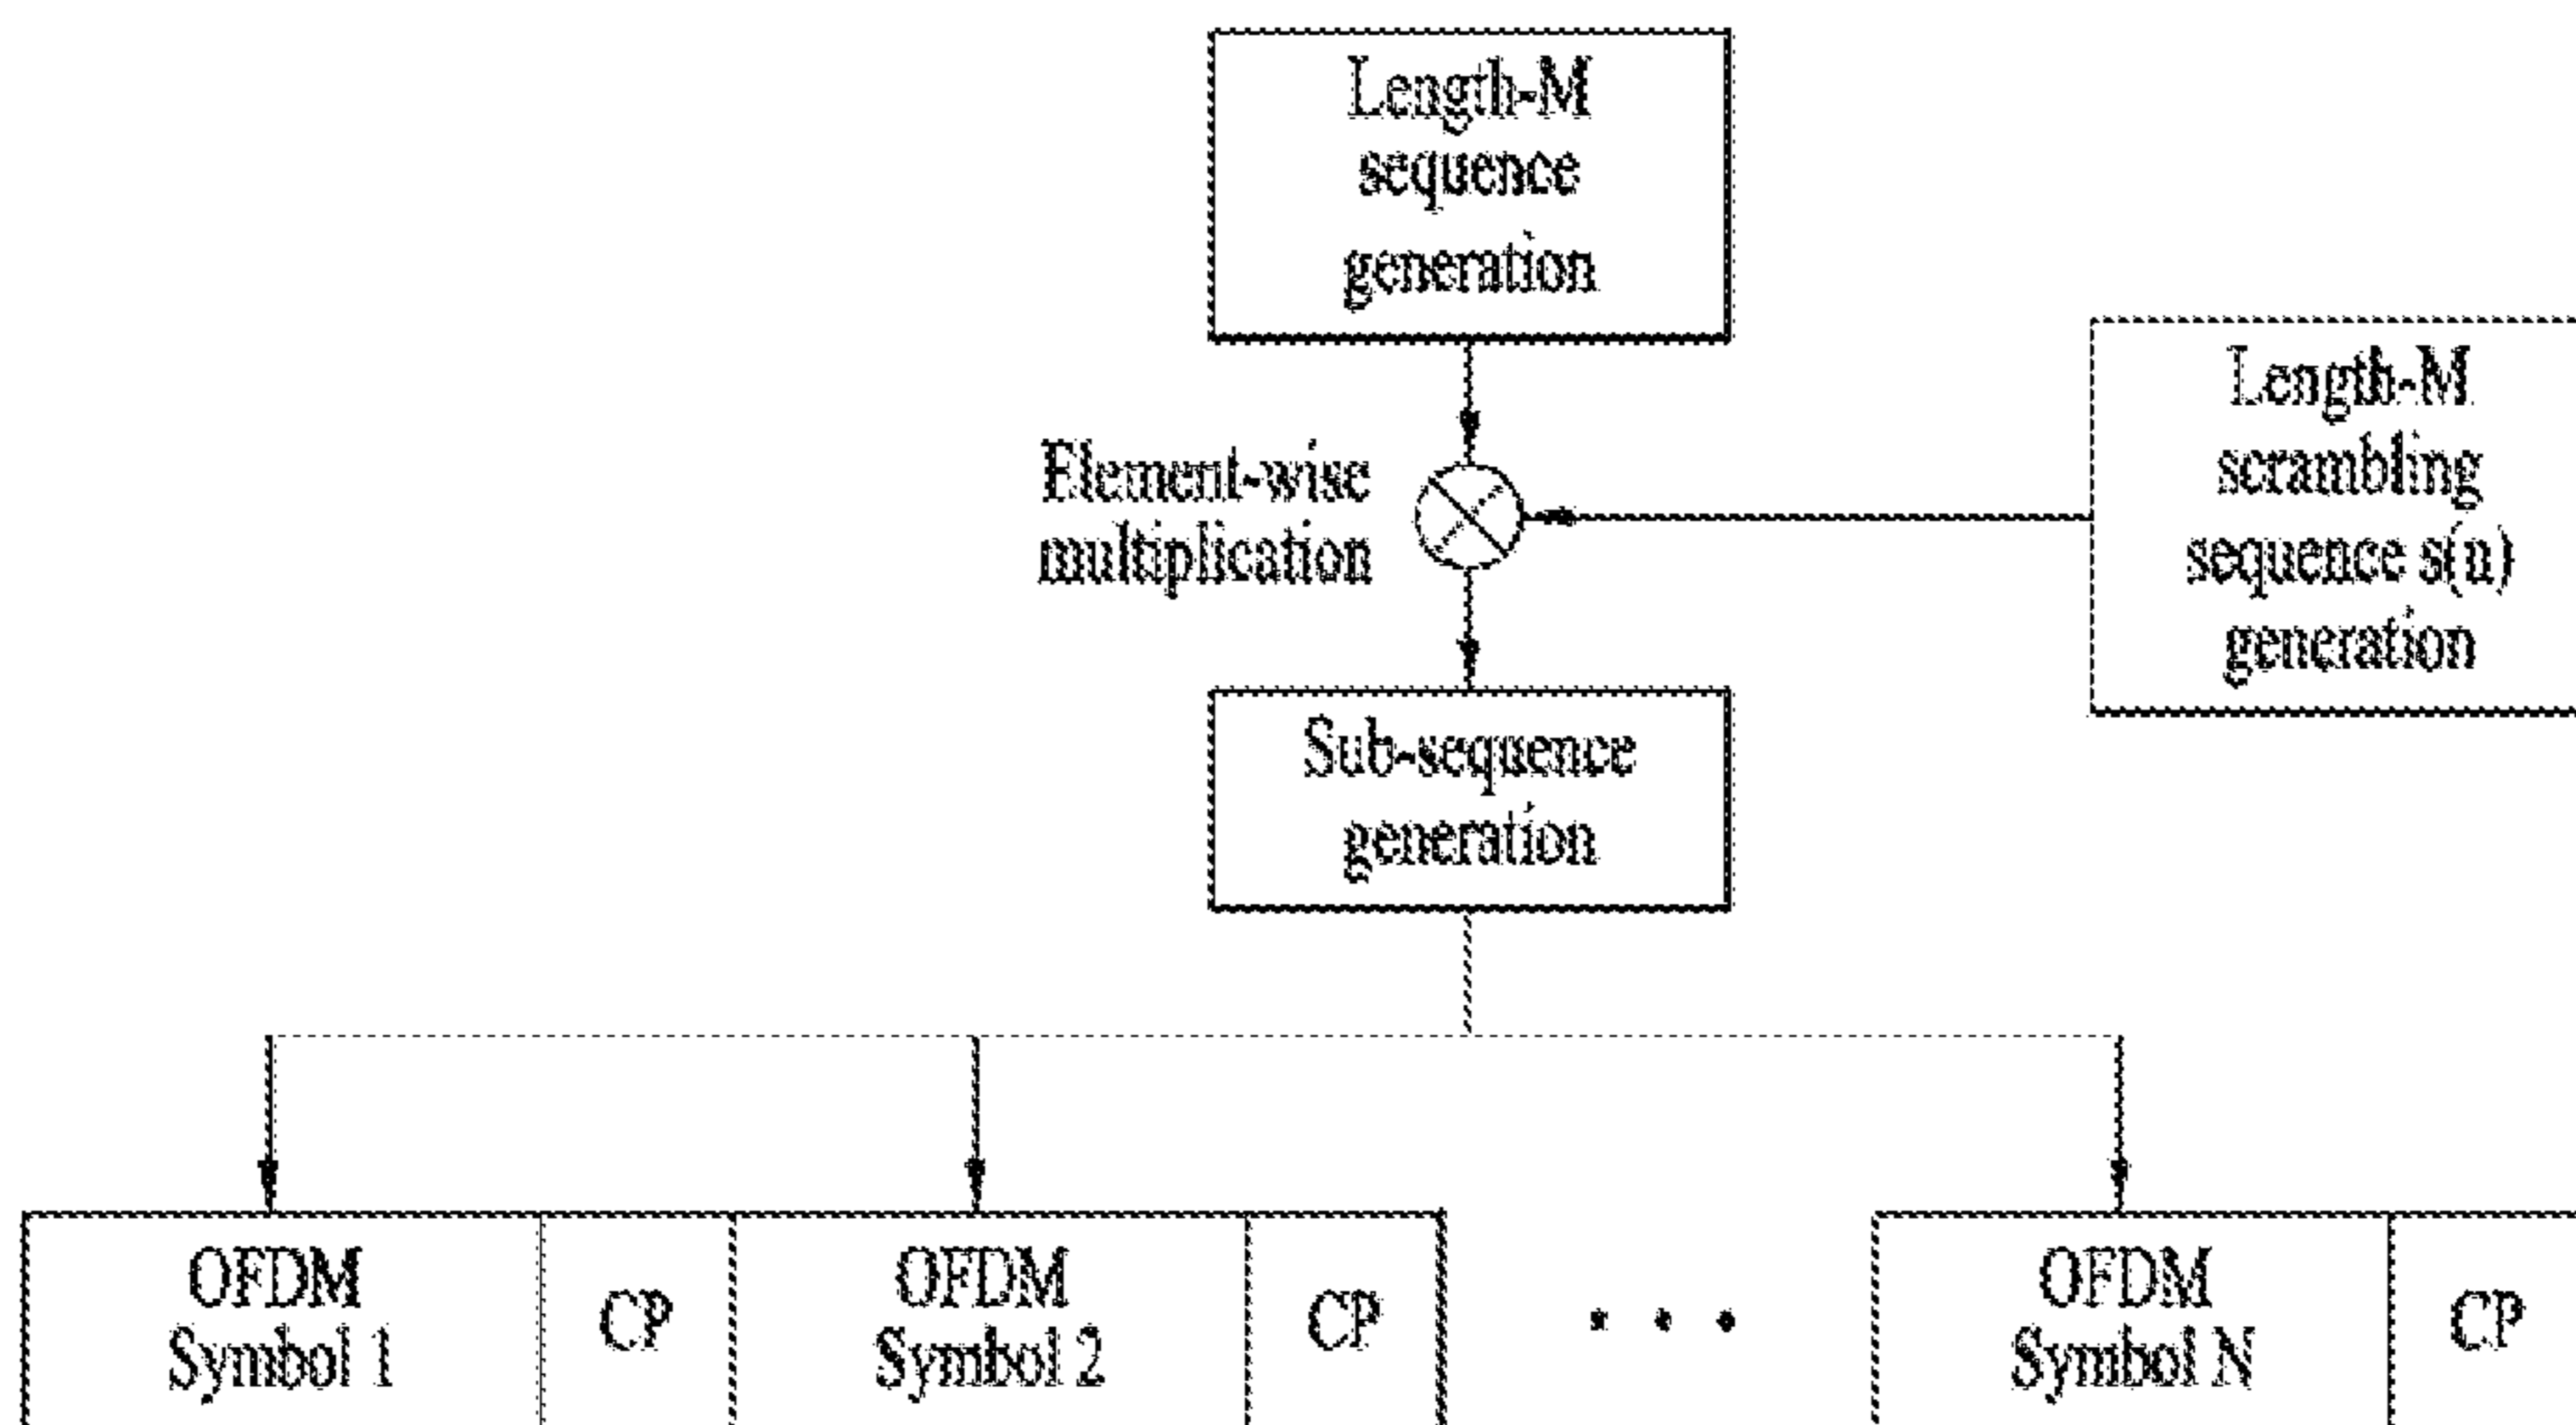 Length-M
sequence
generation
Length-M
scrambling
sequence s(n)
generation
Element-wise
multiplication
Sub-sequence
generation
OFDM
Symbol 1
CP
OFDM
Symbol 2
CP
• • •
OFDM
Symbol N
CP